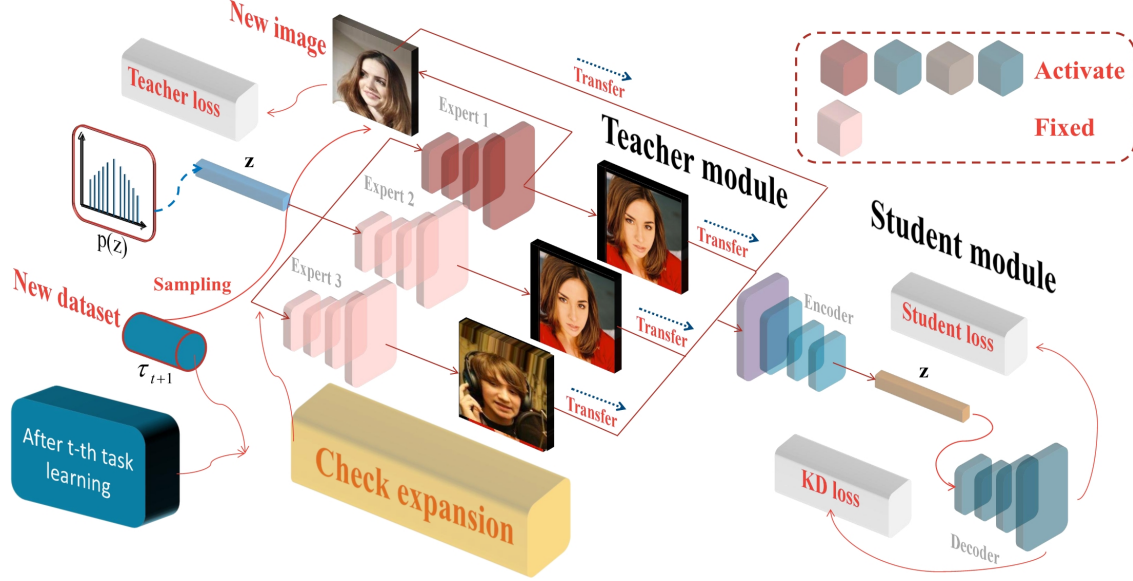 New image
Teacher loss
Transfer
Activate
Fixed
Expert 1
Teacher module
z
p(z)
Expert 2
Transfer
Student module
Sampling
Expert 3
New dataset
τ t+1
Transfer
Encoder
Student loss
z
Transfer
After t-th task
learning
Check expansion
KD loss
Decoder